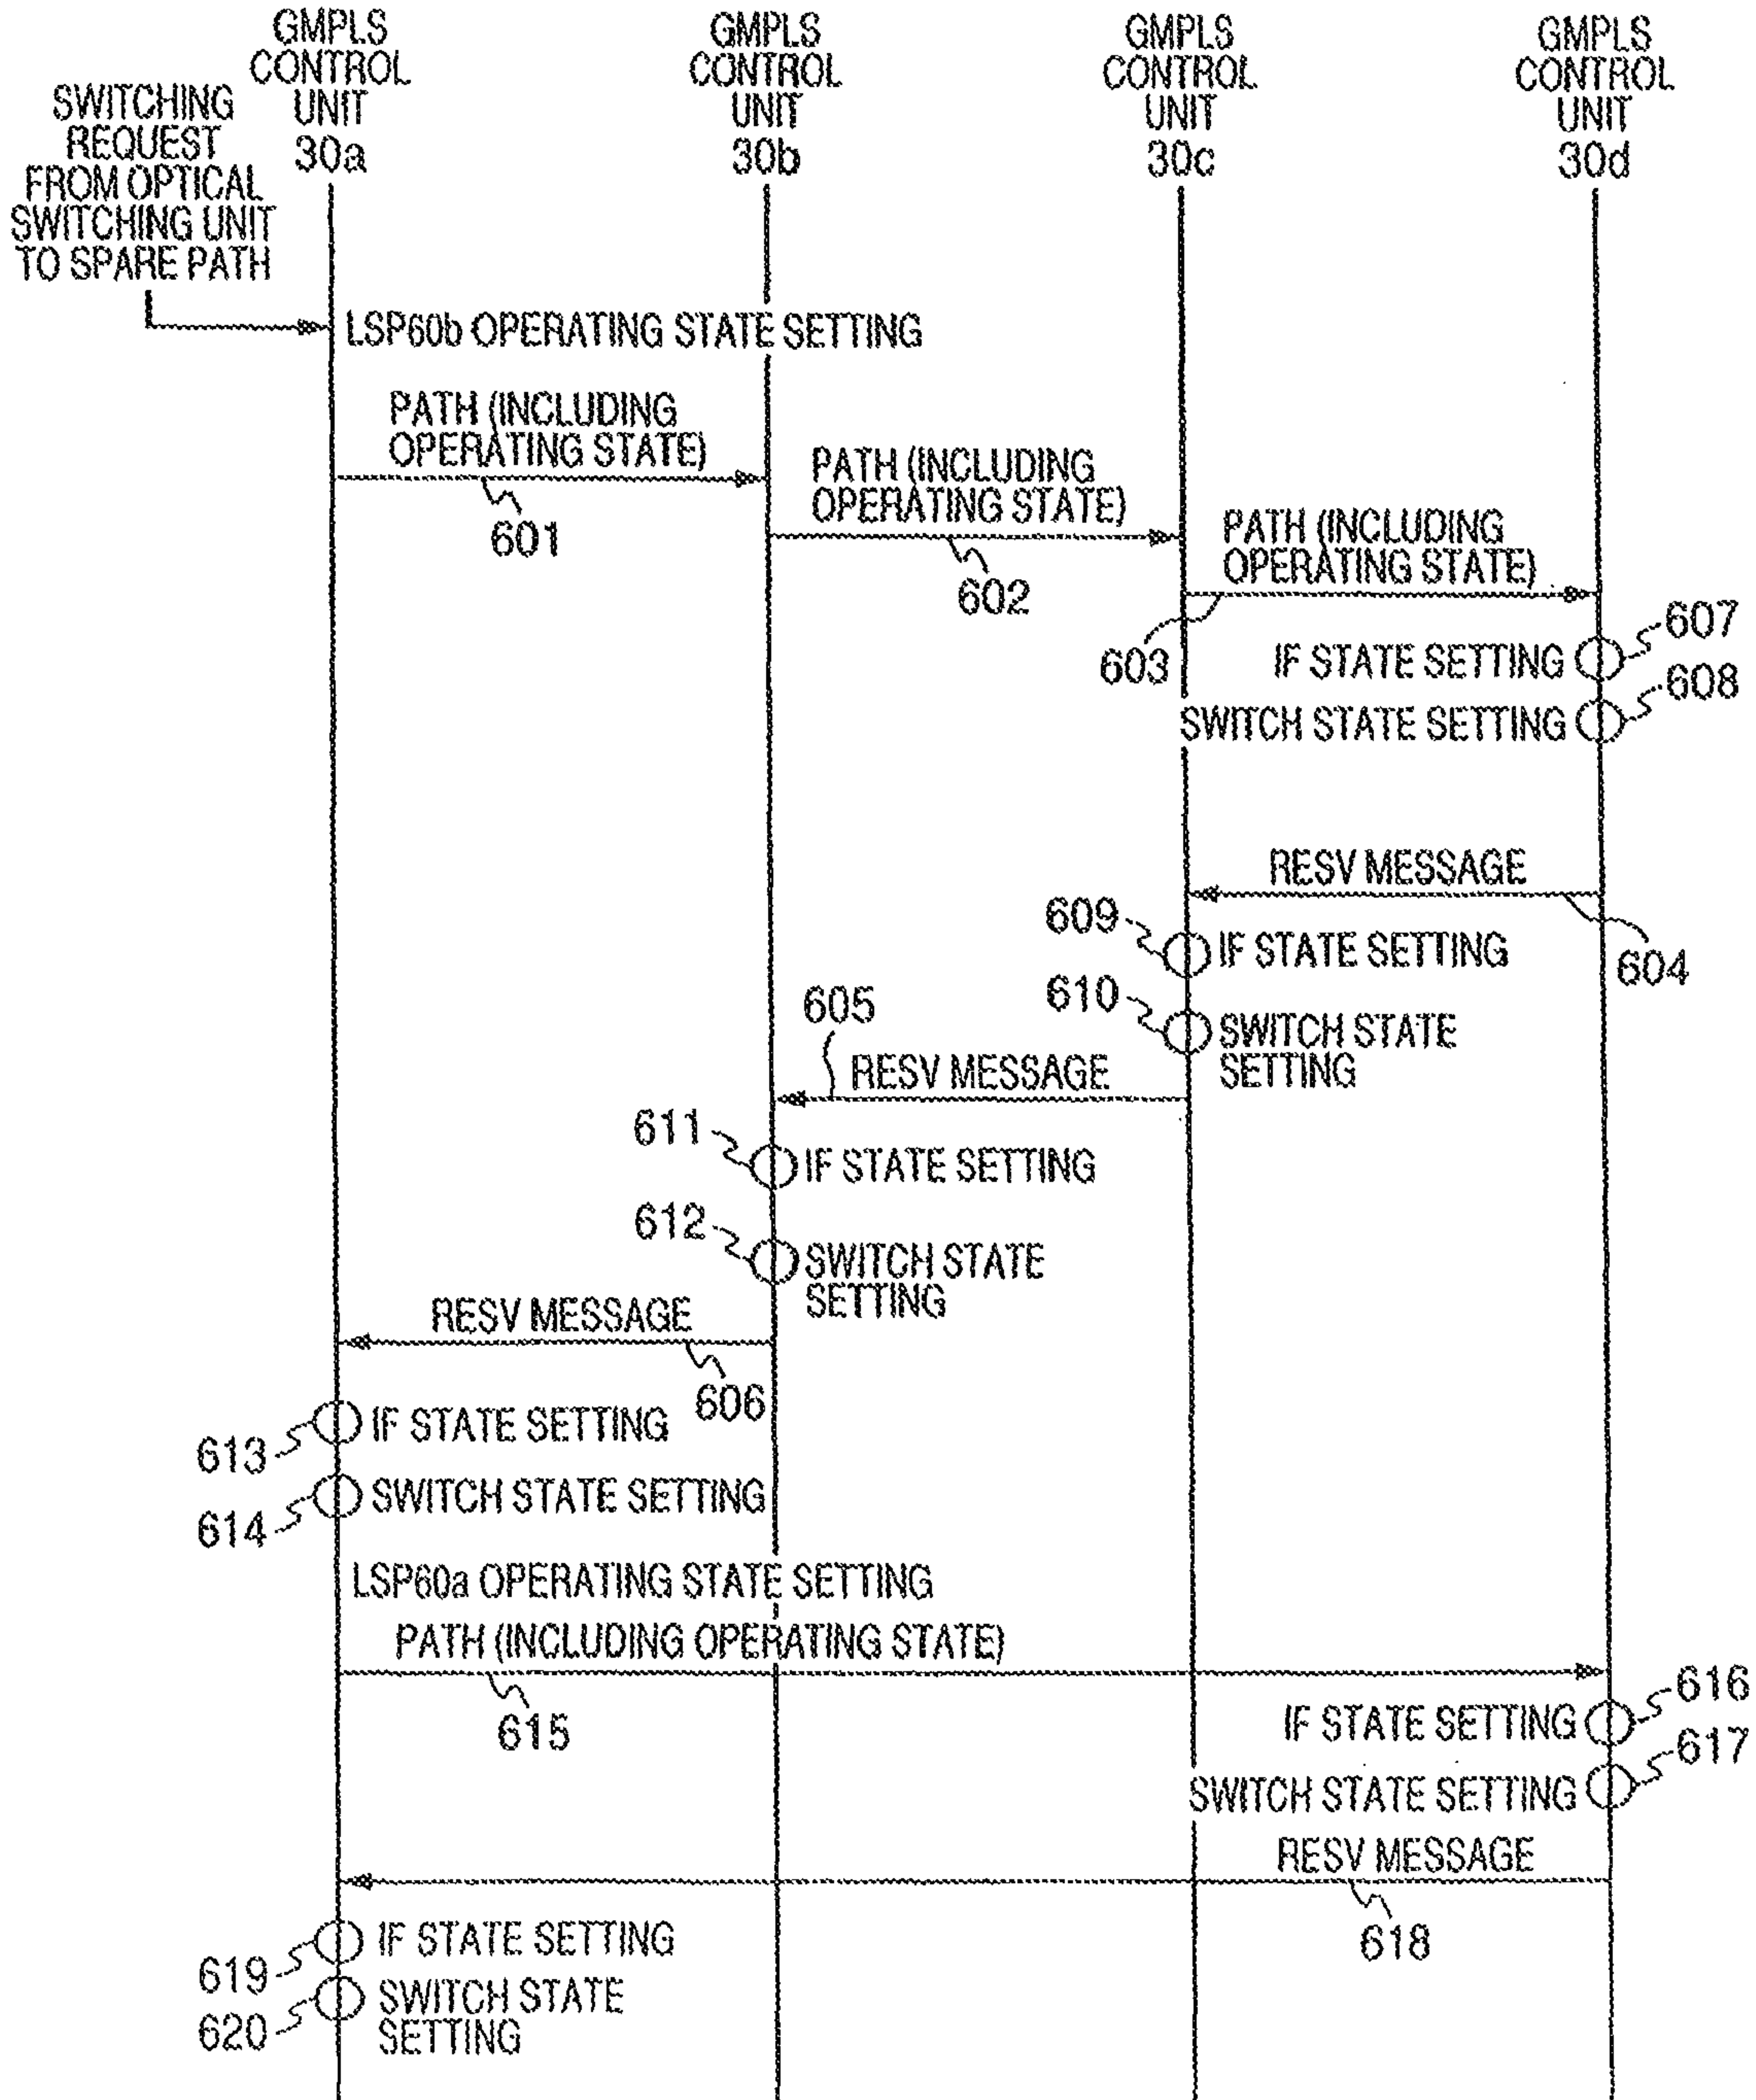 GMPLS
CONTROL
UNIT
30a
GMPLS
CONTROL
UNIT
30b
GMPLS
CONTROL
UNIT
30c
GMPLS
CONTROL
UNIT
30d
SWITCHING
REQUEST
FROM OPTICAL
SWITCHING UNIT
TO SPARE PATH
LSP60b OPERATING STATE SETTING
PATH (INCLUDING
OPERATING STATE)
601
PATH (INCLUDING
OPERATING STATE)
602
PATH (INCLUDING
OPERATING STATE)
603
IF STATE SETTING
607
SWITCH STATE SETTING
608
RESV MESSAGE
604
609
IF STATE SETTING
610
SWITCH STATE
SETTING
605
RESV MESSAGE
611
IF STATE SETTING
612
SWITCH STATE
SETTING
RESV MESSAGE
606
613
IF STATE SETTING
614
SWITCH STATE SETTING
LSP60a OPERATING STATE SETTING
PATH (INCLUDING OPERATING STATE)
615
IF STATE SETTING
616
SWITCH STATE SETTING
617
RESV MESSAGE
618
619
IF STATE SETTING
620
SWITCH STATE
SETTING